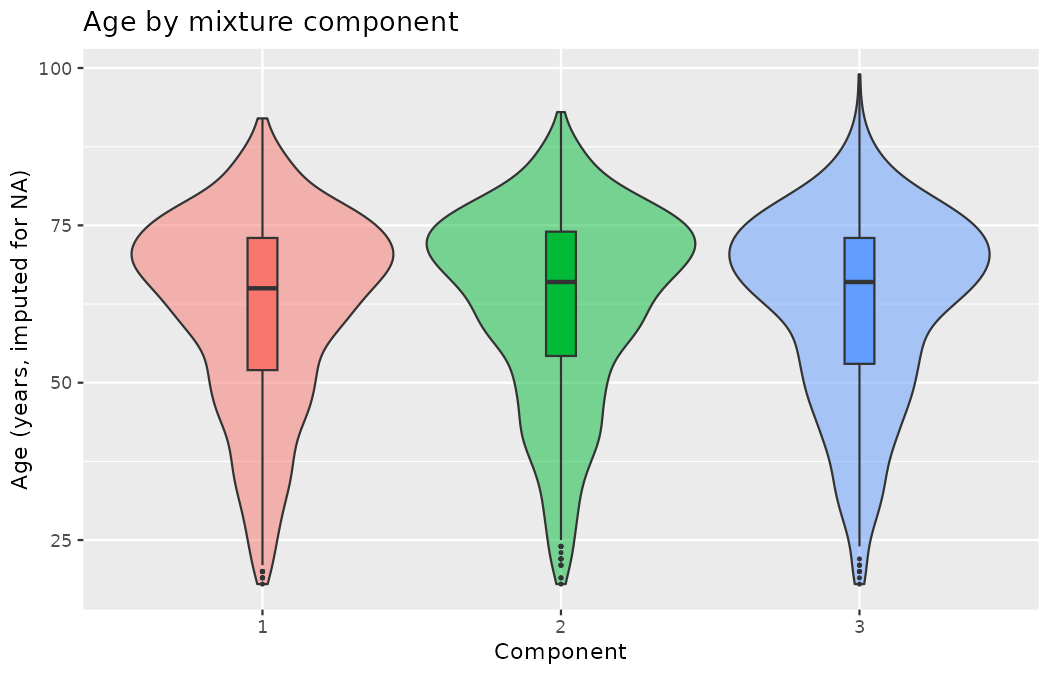 Age by mixture component
Age (years, imputed for NA)
100
75
50
25
1 2 3
Component